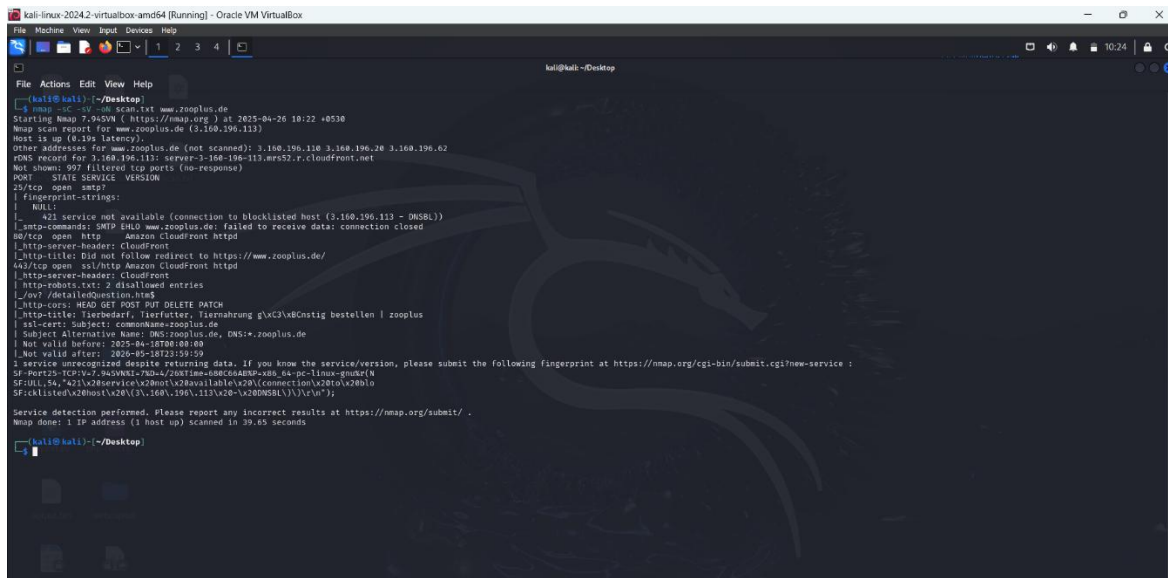 kali-linux-2024.2-virtualbox-amd64 [Running] - Oracle VM VirtualBox
File Machine View Input Devices Help
1 2 3 4
10:24
kali@kali: ~/Desktop
File Actions Edit View Help
(kali㉿kali)-[~/Desktop]
$ nmap -sC -sV -oN scan.txt www.zooplus.de
Starting Nmap 7.94SVN ( https://nmap.org ) at 2025-04-26 10:22 +0530
Nmap scan report for www.zooplus.de (3.160.196.113)
Host is up (0.19s latency).
Other addresses for www.zooplus.de (not scanned): 3.160.196.110 3.160.196.20 3.160.196.62
rDNS record for 3.160.196.113: server-3-160-196-113.mrs52.r.cloudfront.net
Not shown: 997 filtered tcp ports (no-response)
PORT STATE SERVICE VERSION
25/tcp open smtp?
| fingerprint-strings:
| NULL:
|_ 421 service not available (connection to blocklisted host (3.160.196.113 - DNSBL))
|_smtp-commands: SMTP EHLO www.zooplus.de: failed to receive data: connection closed
80/tcp open http Amazon CloudFront httpd
|_http-server-header: CloudFront
|_http-title: Did not follow redirect to https://www.zooplus.de/
443/tcp open ssl/http Amazon CloudFront httpd
|_http-server-header: CloudFront
| http-robots.txt: 2 disallowed entries
|_/ov? /detailedQuestion.htm$
|_http-cors: HEAD GET POST PUT DELETE PATCH
|_http-title: Tierbedarf, Tierfutter, Tiernahrung g\xC3\xBCnstig bestellen | zooplus
| ssl-cert: Subject: commonName=zooplus.de
| Subject Alternative Name: DNS:zooplus.de, DNS:*.zooplus.de
| Not valid before: 2025-04-18T00:00:00
|_Not valid after: 2026-05-18T23:59:59
1 service unrecognized despite returning data. If you know the service/version, please submit the following fingerprint at https://nmap.org/cgi-bin/submit.cgi?new-service :
SF-Port25-TCP:V=7.94SVN%I=7%D=4/26%Time=680C66AB%P=x86_64-pc-linux-gnu%r(N
SF:ULL,54,"421\x20service\x20not\x20available\x20\(connection\x20to\x20blo
SF:cklisted\x20host\x20\(3\.160\.196\.113\x20-\x20DNSBL\)\)\r\n");
Service detection performed. Please report any incorrect results at https://nmap.org/submit/ .
Nmap done: 1 IP address (1 host up) scanned in 39.65 seconds
(kali㉿kali)-[~/Desktop]
$